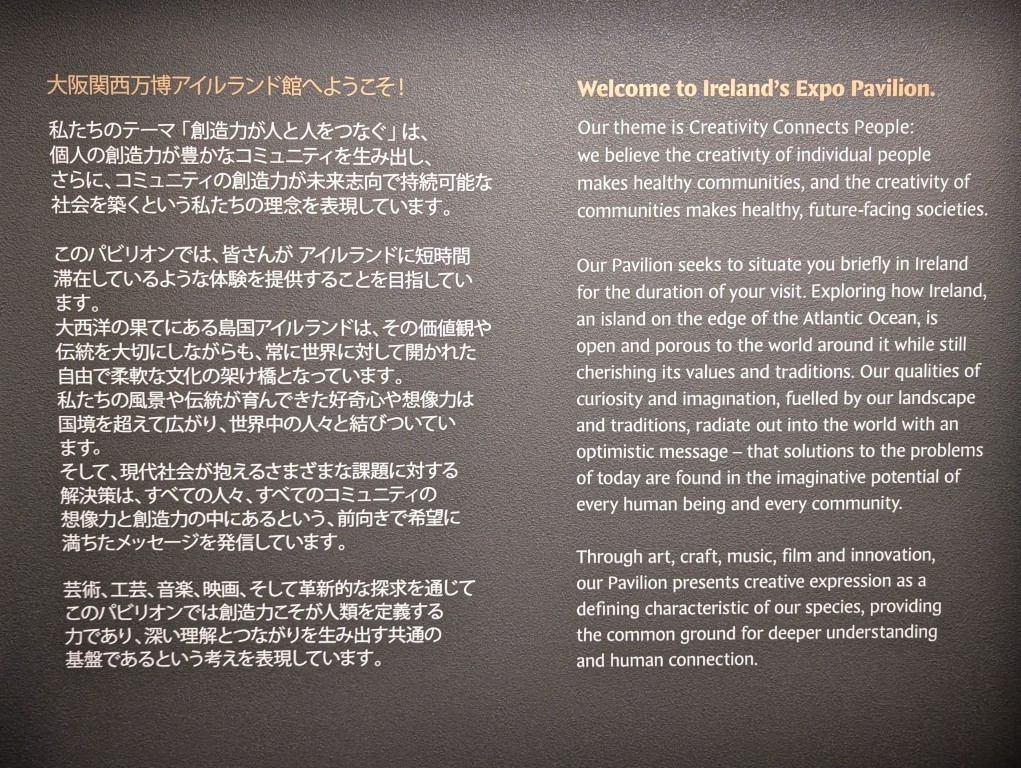 大阪関西万博アイルランド館へようこそ!
私たちのテーマ「創造力が人と人をつなぐ」は、
個人の創造力が豊かなコミュニティを生み出し、
さらに、コミュニティの創造力が未来志向で持続可能な
社会を築くという私たちの理念を表現しています。
このパビリオンでは、皆さんが アイルランドに短時間
滞在しているような体験を提供することを目指してい
ます。
大西洋の果てにある島国アイルランドは、その価値観や
伝統を大切にしながらも、常に世界に対して開かれた
自由で柔軟な文化の架け橋となっています。
私たちの風景や伝統が育んできた好奇心や想像力は
国境を超えて広がり、世界中の人々と結びついてい
ます。
そして、現代社会が抱えるさまざまな課題に対する
解決策は、すべての人々、すべてのコミュニティの
想像力と創造力の中にあるという、前向きで希望に
満ちたメッセージを発信しています。
芸術、工芸、音楽、映画、そして革新的な探求を通じて
このパビリオンでは創造力こそが人類を定義する
力であり、深い理解とつながりを生み出す共通の
基盤であるという考えを表現しています。
Welcome to Ireland's Expo Pavilion.
Our theme is Creativity Connects People:
we believe the creativity of individual people
makes healthy communities, and the creativity of
communities makes healthy, future-facing societies.
Our Pavilion seeks to situate you briefly in Ireland
for the duration of your visit. Exploring how Ireland,
an island on the edge of the Atlantic Ocean, is
open and porous to the world around it while still
cherishing its values and traditions. Our qualities of
curiosity and imagination, fuelled by our landscape
and traditions, radiate out into the world with an
optimistic message – that solutions to the problems
of today are found in the imaginative potential of
every human being and every community.
Through art, craft, music, film and innovation,
our Pavilion presents creative expression as a
defining characteristic of our species, providing
the common ground for deeper understanding
and human connection.